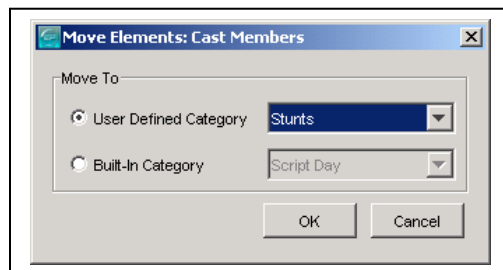 Move Elements: Cast Members
Move To
User Defined Category Stunts
Built-In Category Script Day
OK Cancel